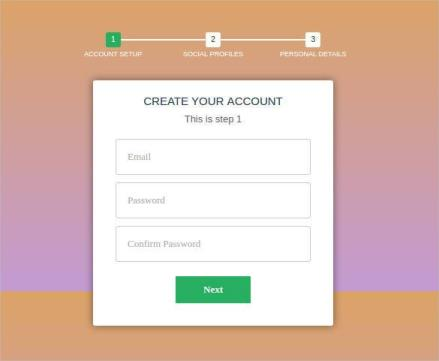 1 2 3
ACCOUNT SETUP SOCIAL PROFILES PERSONAL DETAILS
CREATE YOUR ACCOUNT
This is step 1
Email
Password
Confirm Password
Next